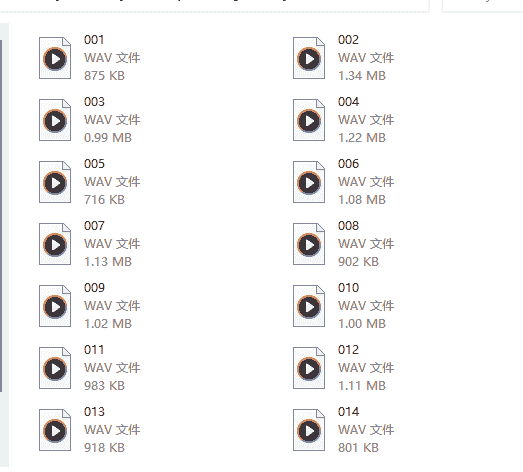 001
WAV 文件
875 KB
002
WAV 文件
1.34 MB
003
WAV 文件
0.99 MB
004
WAV 文件
1.22 MB
005
WAV 文件
716 KB
006
WAV 文件
1.08 MB
007
WAV 文件
1.13 MB
008
WAV 文件
902 KB
009
WAV 文件
1.02 MB
010
WAV 文件
1.00 MB
011
WAV 文件
983 KB
012
WAV 文件
1.11 MB
013
WAV 文件
918 KB
014
WAV 文件
801 KB